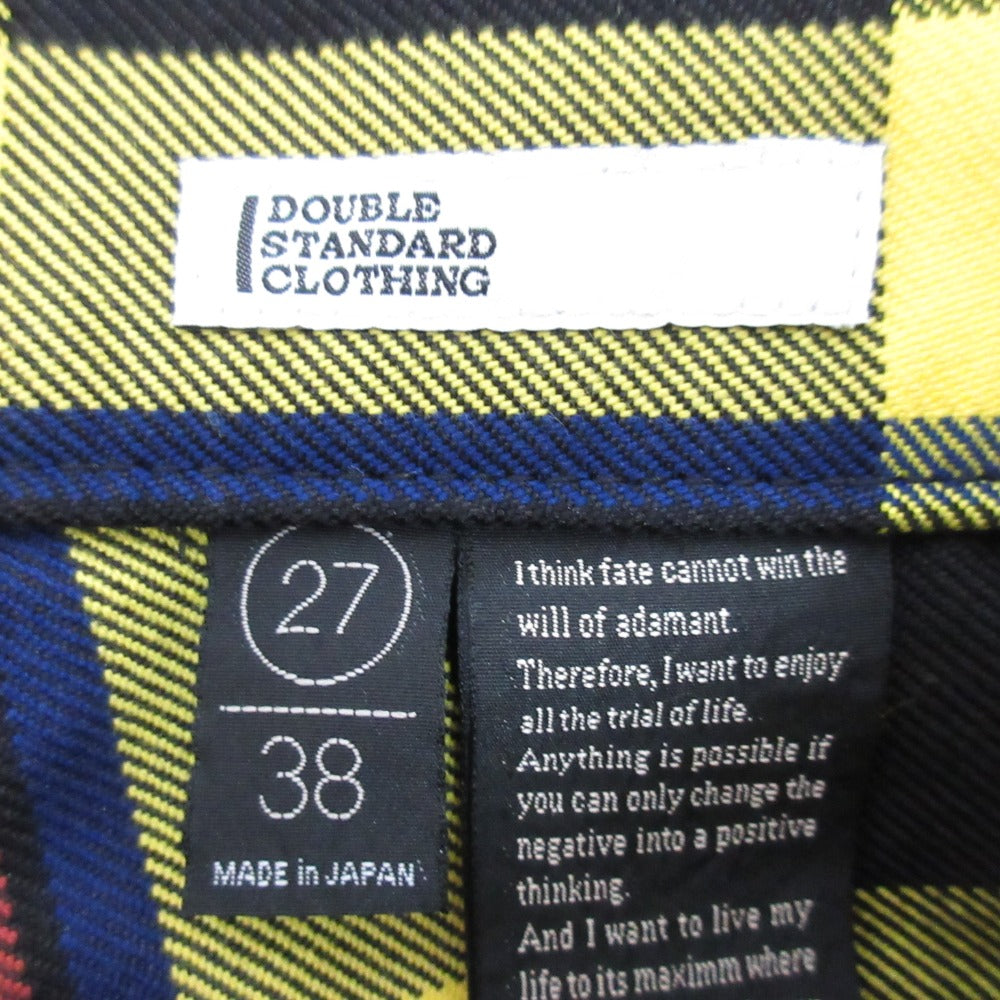 DOUBLE
STANDARD
CLOTHING
27
38
MADE in JAPAN
I think fate cannot win the
will of adamant.
Therefore, I want to enjoy
all the trial of life.
Anything is possible if
you can only change the
negative into a positive
thinking.
And I want to live my
life to its maximm where